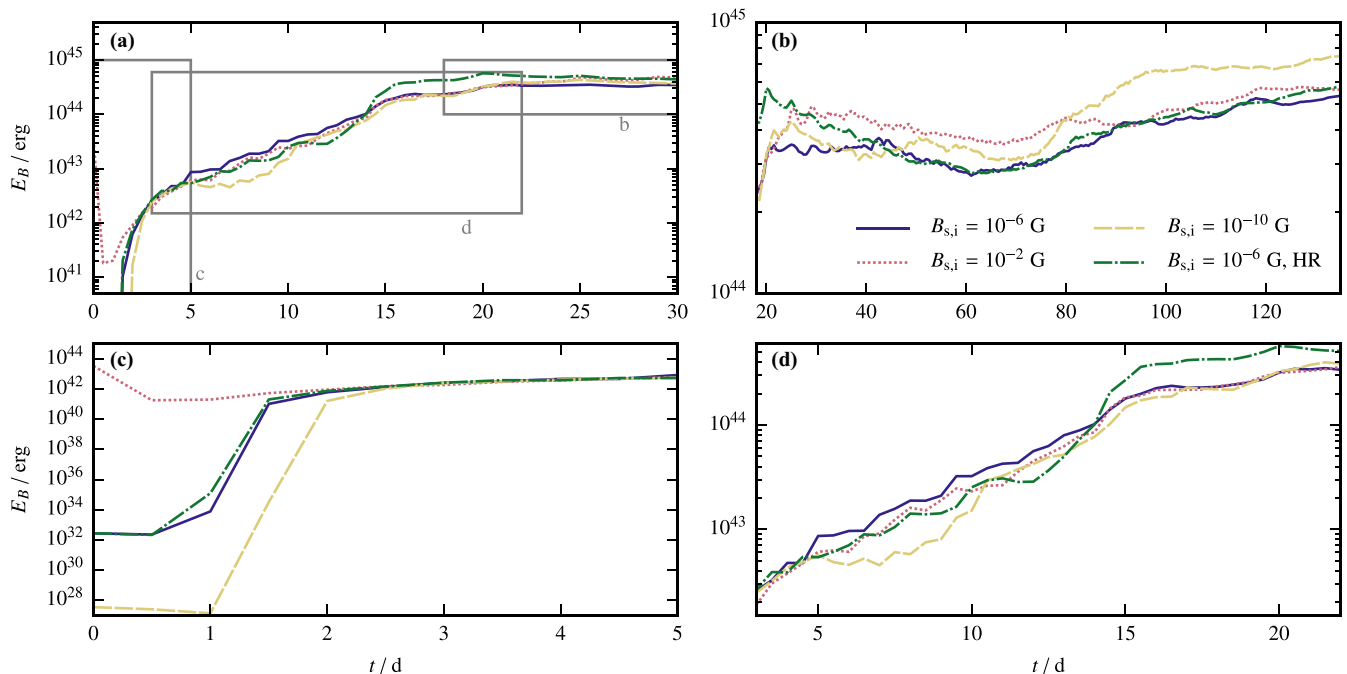 (a)
10^45
10^44
10^43
10^42
10^41
E_B / erg
0 5 10 15 20 25 30
b
c
d
(b)
10^45
10^44
20 40 60 80 100 120
B_s,i = 10^−6 G
B_s,i = 10^−2 G
B_s,i = 10^−10 G
B_s,i = 10^−6 G, HR
(c)
10^44
10^42
10^40
10^38
10^36
10^34
10^32
10^30
10^28
E_B / erg
0 1 2 3 4 5
t / d
(d)
10^44
10^43
5 10 15 20
t / d